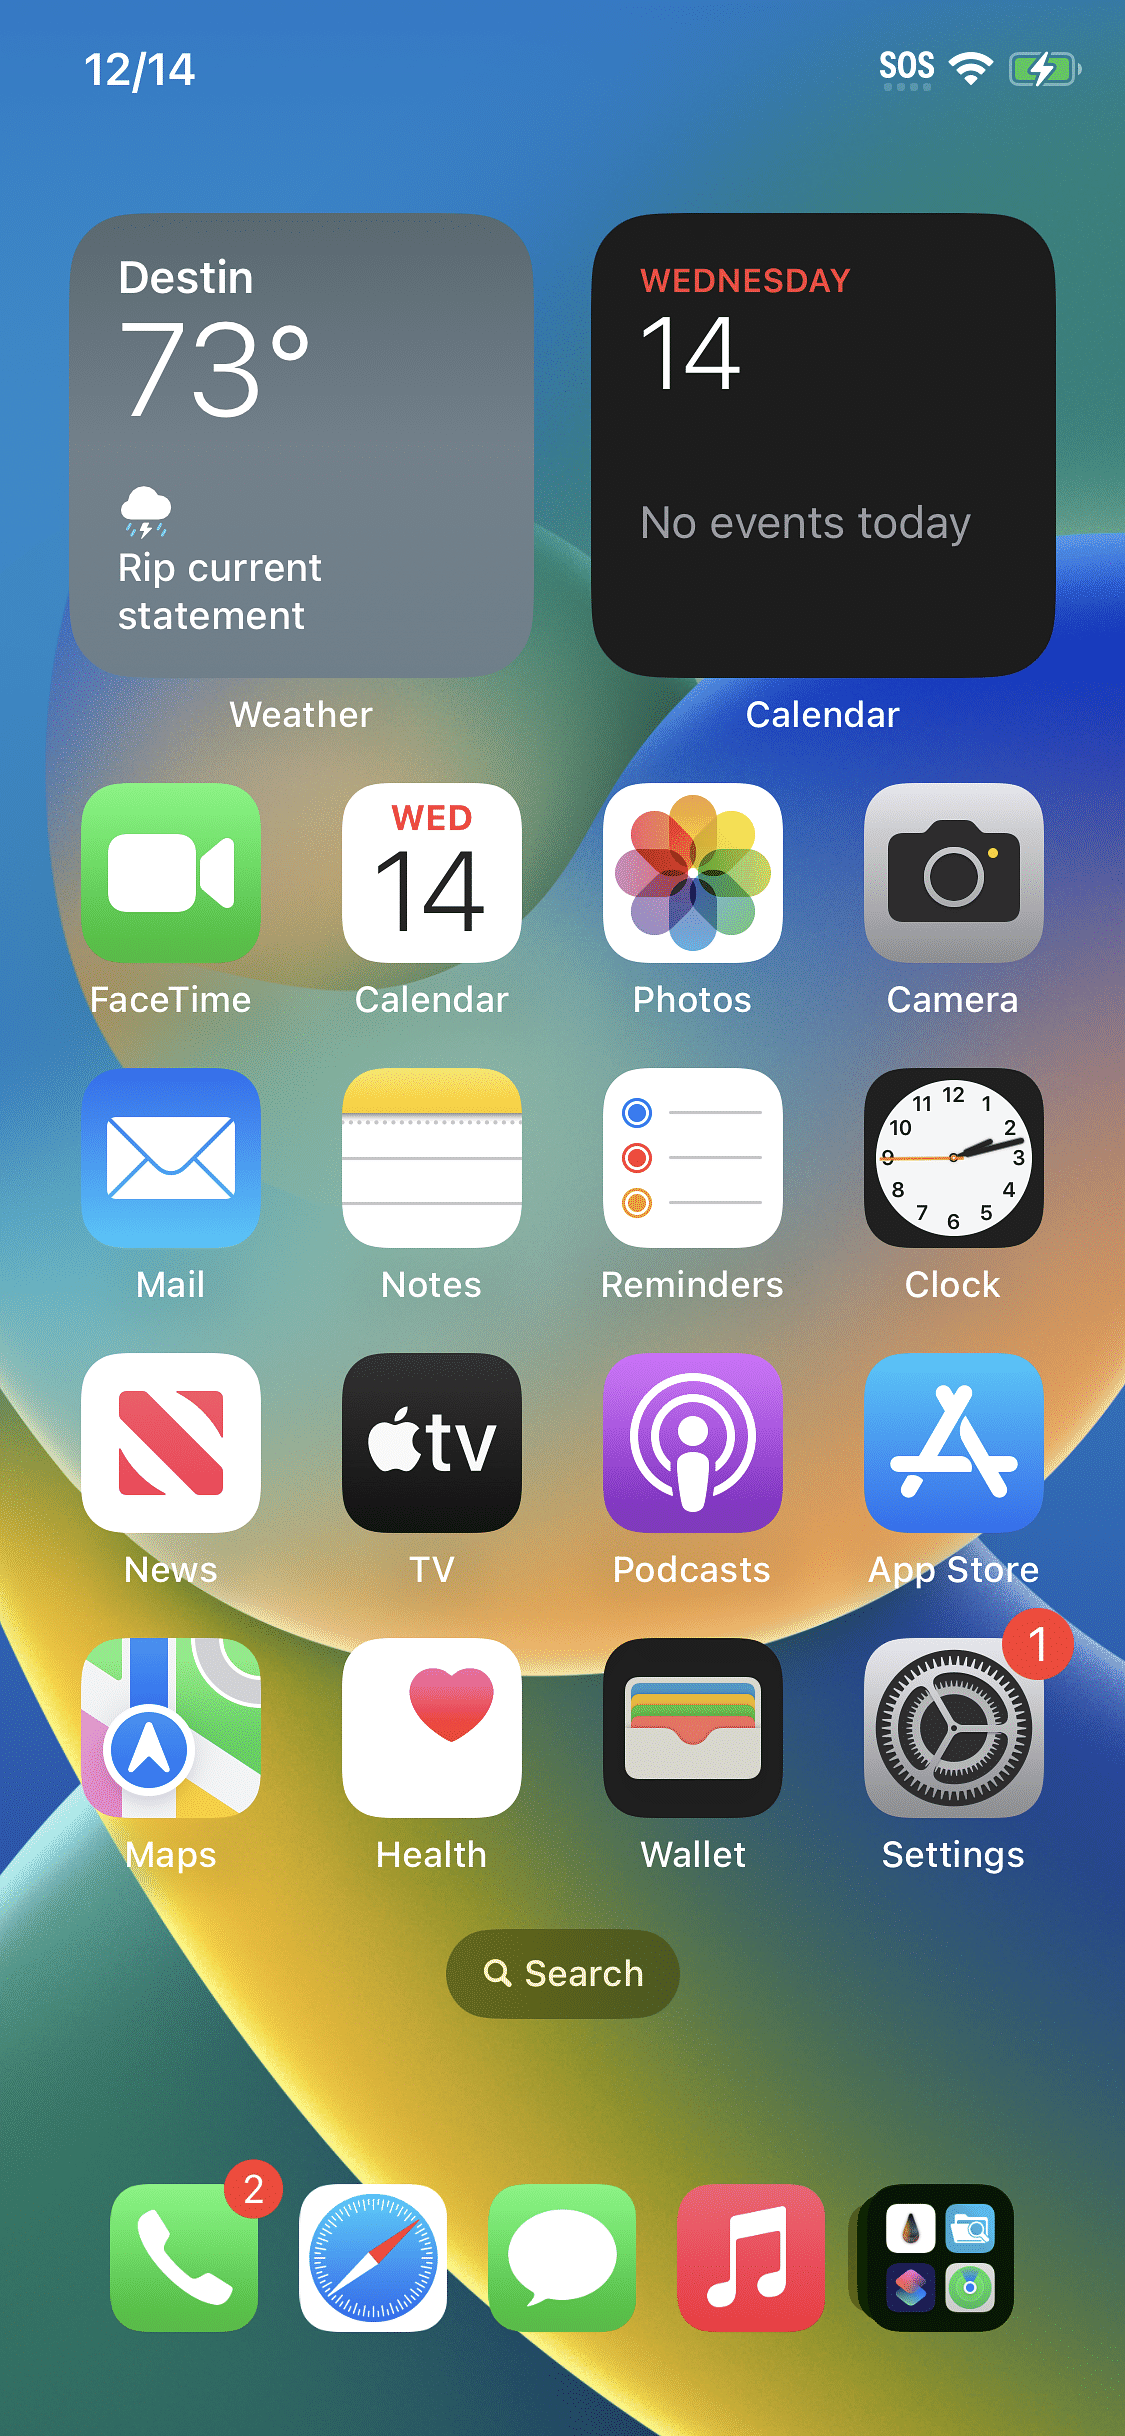 12/14 SOS
Destin
73°
Rip current
statement
Weather
WEDNESDAY
14
No events today
Calendar
FaceTime
WED
14
Calendar
Photos
Camera
Mail
Notes
Reminders
12
11 1
10 2
9 3
8 4
7 5
6
Clock
News
tv
TV
Podcasts
App Store
Maps
Health
Wallet
1
Settings
Search
2